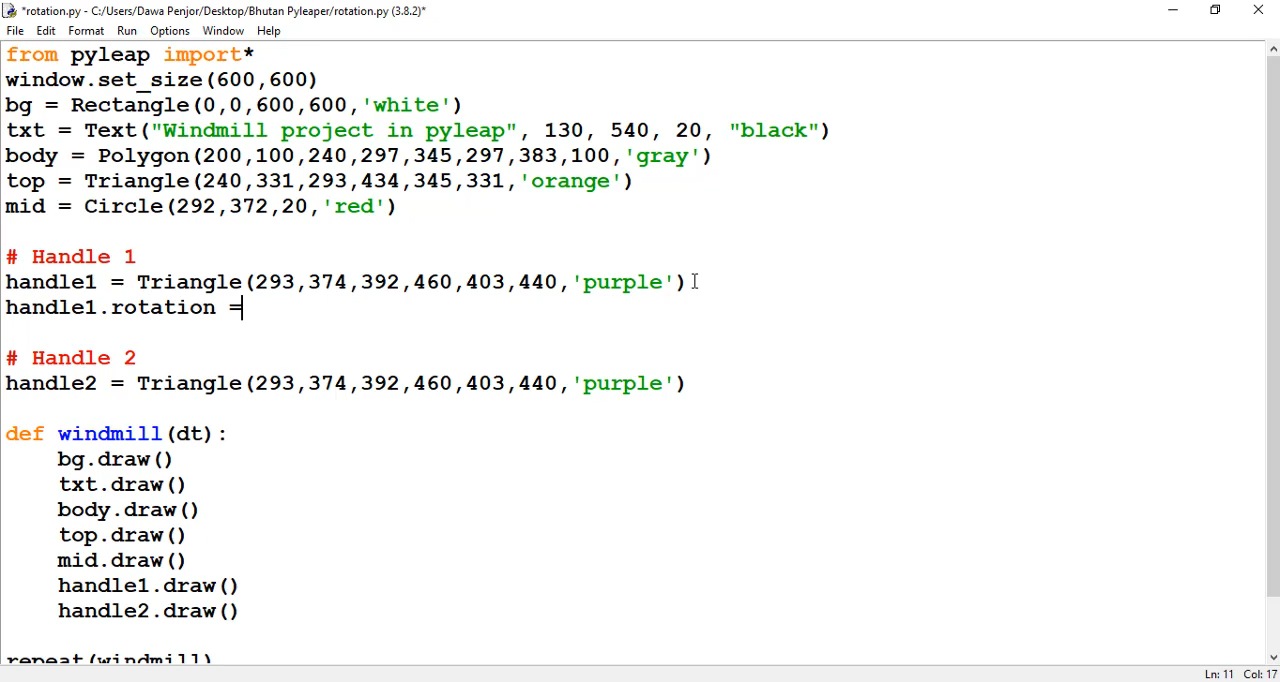 *rotation.py - C:/Users/Dawa Penjor/Desktop/Bhutan Pyleaper/rotation.py (3.8.2)*
File Edit Format Run Options Window Help
from pyleap import*
window.set_size(600,600)
bg = Rectangle(0,0,600,600,'white')
txt = Text("Windmill project in pyleap", 130, 540, 20, "black")
body = Polygon(200,100,240,297,345,297,383,100,'gray')
top = Triangle(240,331,293,434,345,331,'orange')
mid = Circle(292,372,20,'red')
# Handle 1
handle1 = Triangle(293,374,392,460,403,440,'purple')
handle1.rotation =
# Handle 2
handle2 = Triangle(293,374,392,460,403,440,'purple')
def windmill(dt):
    bg.draw()
    txt.draw()
    body.draw()
    top.draw()
    mid.draw()
    handle1.draw()
    handle2.draw()
repeat(windmill)
Ln: 11 Col: 17